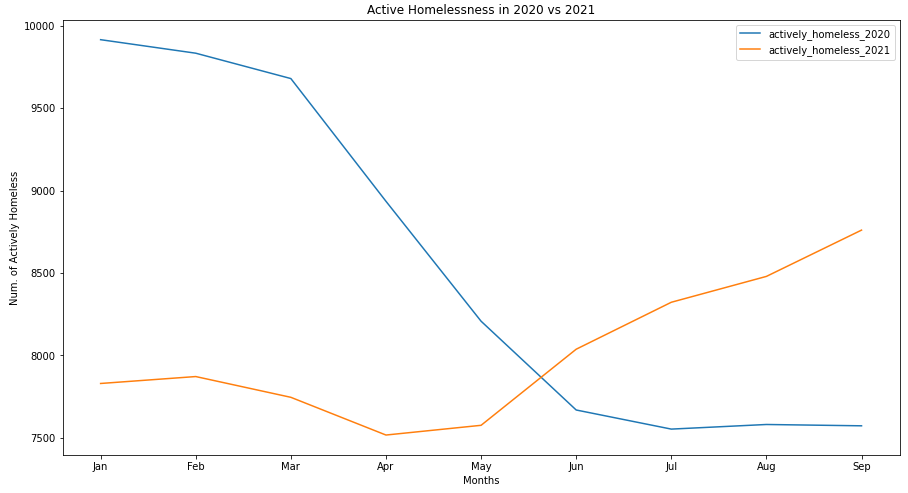 Active Homelessness in 2020 vs 2021
actively_homeless_2020
actively_homeless_2021
10000
9500
9000
8500
8000
7500
Num. of Actively Homeless
Jan Feb Mar Apr May Jun Jul Aug Sep
Months